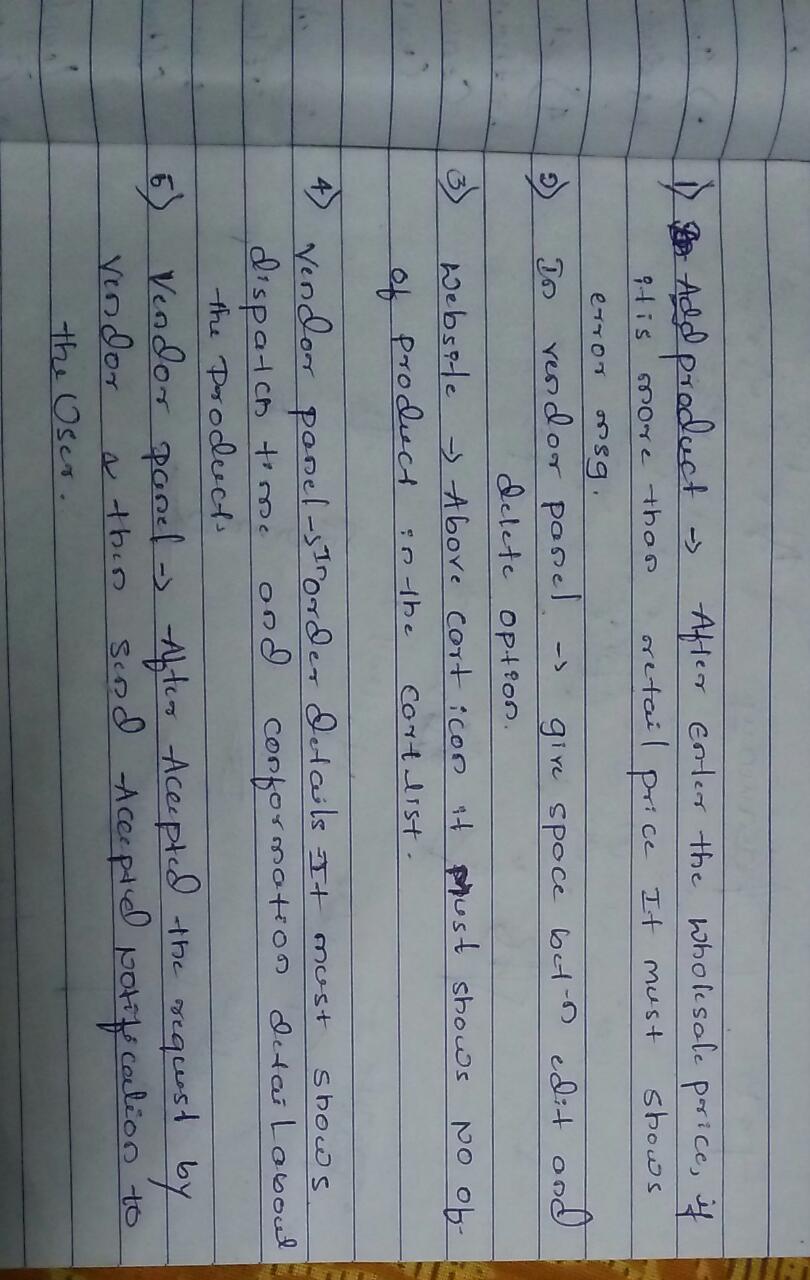 1) Add product → After enter the wholesale price, if
it is more than retail price It must shows
error msg.
2) In vendor panel → give space bet-n edit and
delete option.
3) Website → Above cart icon it must shows NO of
of product in the cart list.
4) Vendor panel → In order details It must shows
dispatch time and conformation detail about
the Product.
5) Vendor panel → After Accepted the request by
vendor & then send Accepted Notification to
the User.